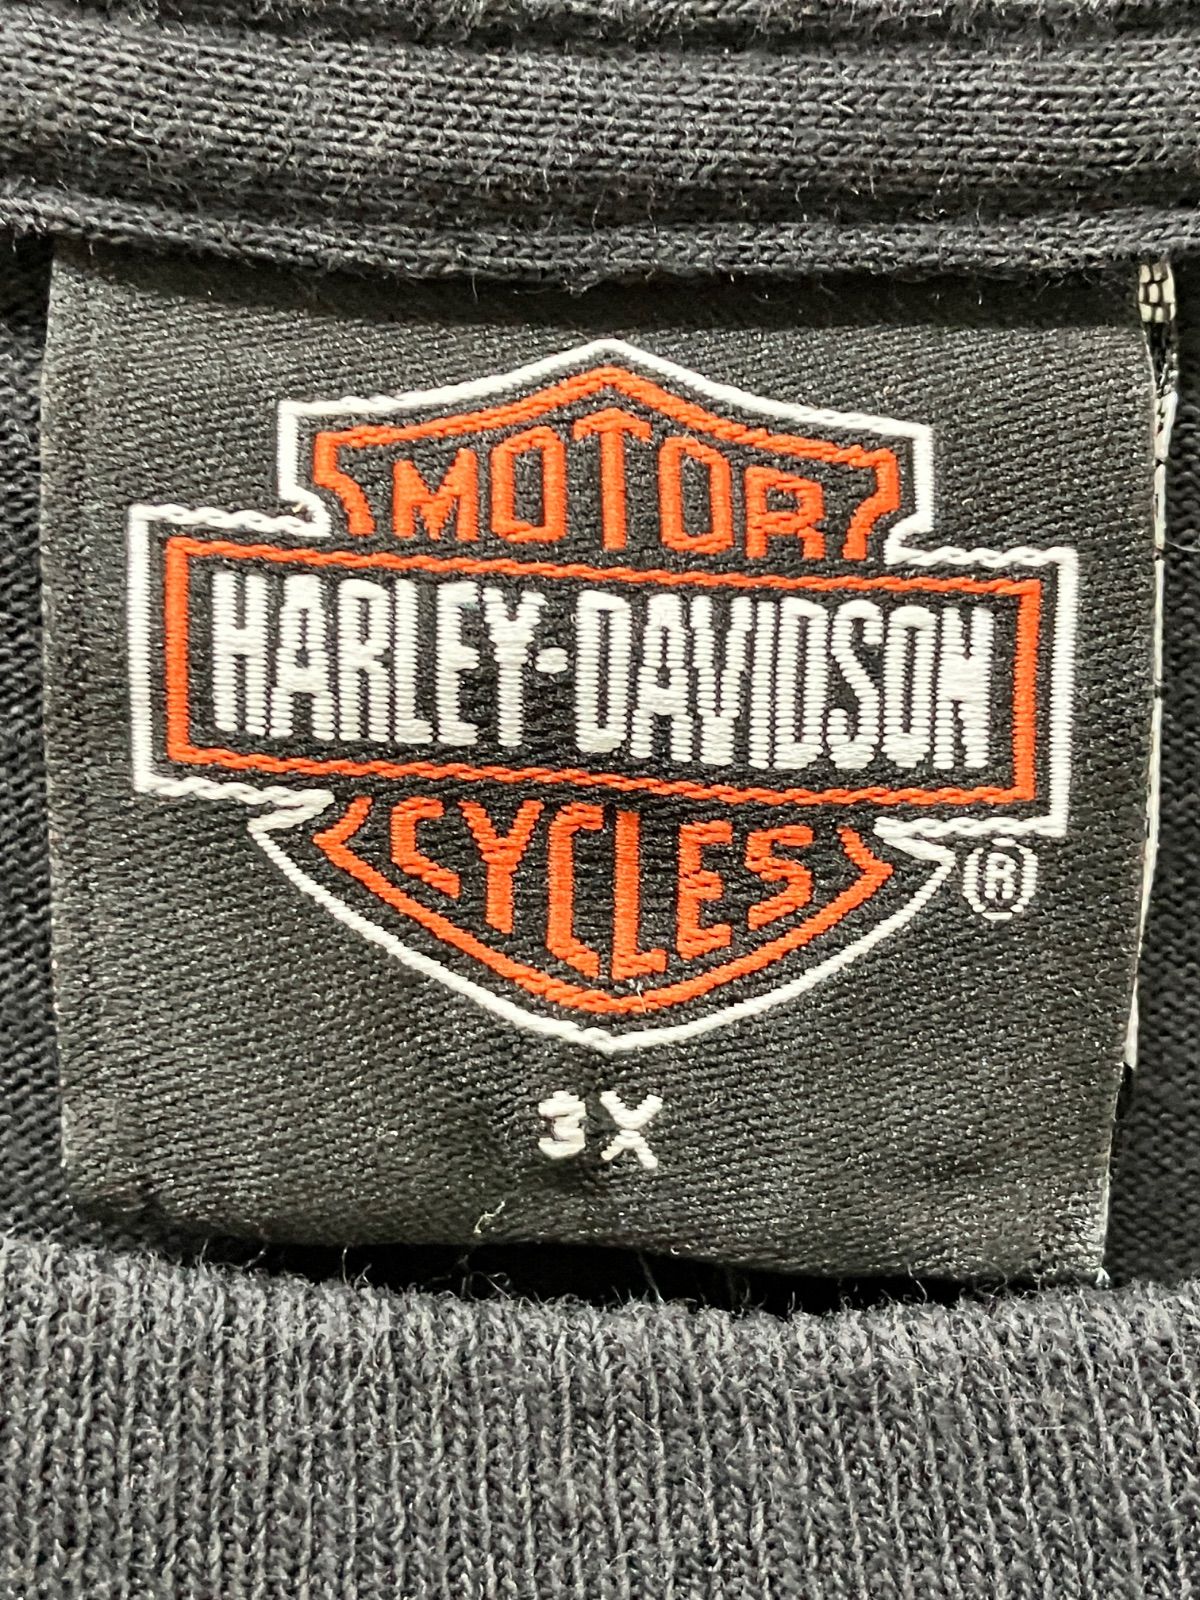 MOTOR
HARLEY-DAVIDSON
CYCLES
®
3X